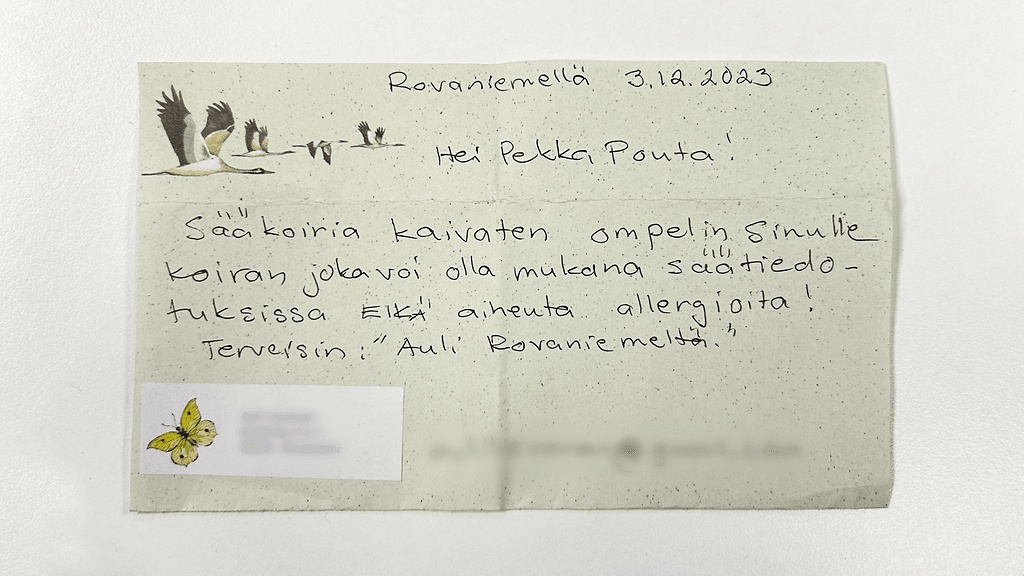 Rovaniemellä 3.12.2023
Hei Pekka Pouta!
Sääkoiria kaivaten ompelin sinulle
koiran joka voi olla mukana säätiedo-
tuksissa EIKÄ aiheuta allergioita!
Terveisin: "Auli Rovaniemeltä."